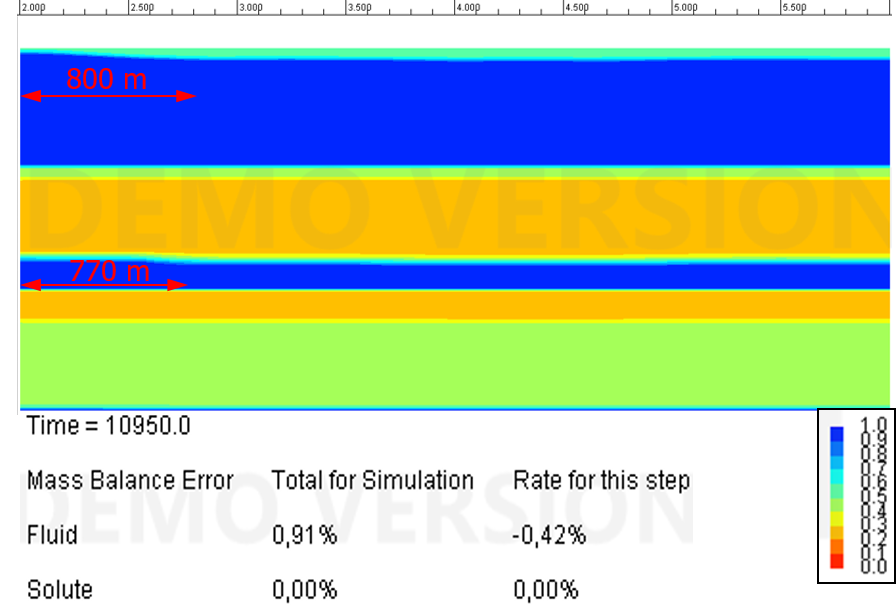 2.000 2.500 3.000 3.500 4.000 4.500 5.000 5.500
800 m
DEMO VERSION
770 m
Time = 10950.0
Mass Balance Error Total for Simulation Rate for this step
DEMO VERSION
Fluid 0,91% -0,42%
Solute 0,00% 0,00%
1.0
0.9
0.8
0.7
0.6
0.5
0.4
0.3
0.2
0.1
0.0